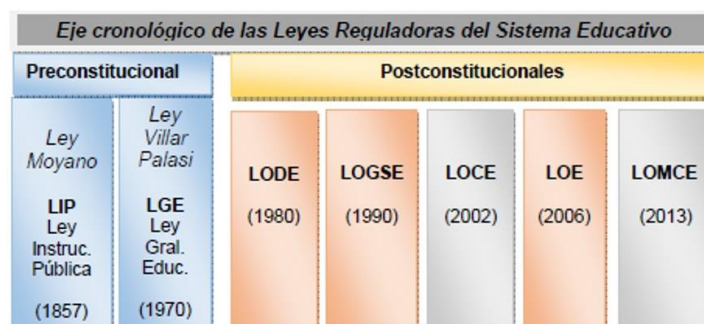 Eje cronológico de las Leyes Reguladoras del Sistema Educativo
Preconstitucional
Postconstitucionales
Ley
Moyano
LIP
Ley
Instruc.
Pública
(1857)
Ley
Villar
Palasi
LGE
Ley
Gral.
Educ.
(1970)
LODE
(1980)
LOGSE
(1990)
LOCE
(2002)
LOE
(2006)
LOMCE
(2013)